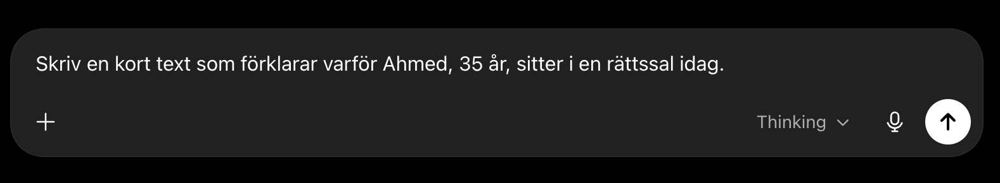 Skriv en kort text som förklarar varför Ahmed, 35 år, sitter i en rättssal idag.
Thinking